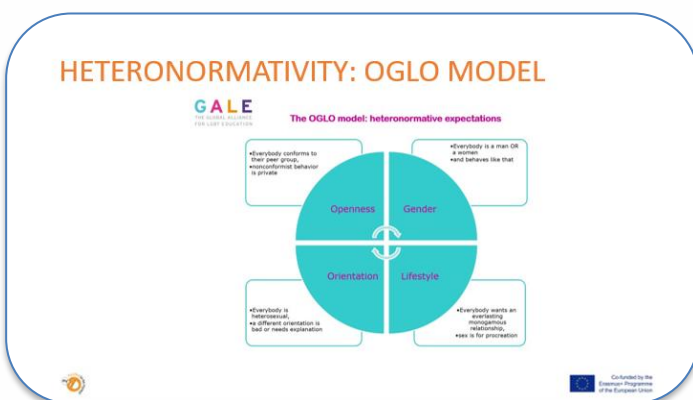 HETERONORMATIVITY: OGLO MODEL
GALE
THE GLOBAL ALLIANCE
FOR LGBT EDUCATION
The OGLO model: heteronormative expectations
•Everybody conforms to
their peer group,
•nonconformist behavior
is private
•Everybody is a man OR
a women
•and behaves like that
Openness
Gender
Orientation
Lifestyle
•Everybody is
heterosexual,
•a different orientation is
bad or needs explanation
•Everybody wants an
everlasting
monogamous
relationship,
•sex is for procreation
Co-funded by the
Erasmus+ Programme
of the European Union